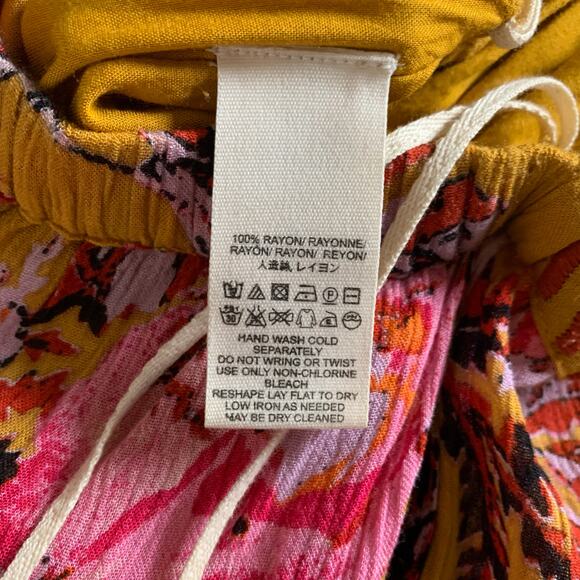 100% RAYON/ RAYONNE/
RAYÓN/ RAYON/ REYON/
人造絲, レイヨン
HAND WASH COLD
SEPARATELY
DO NOT WRING OR TWIST
USE ONLY NON-CHLORINE
BLEACH
RESHAPE LAY FLAT TO DRY
LOW IRON AS NEEDED
MAY BE DRY CLEANED